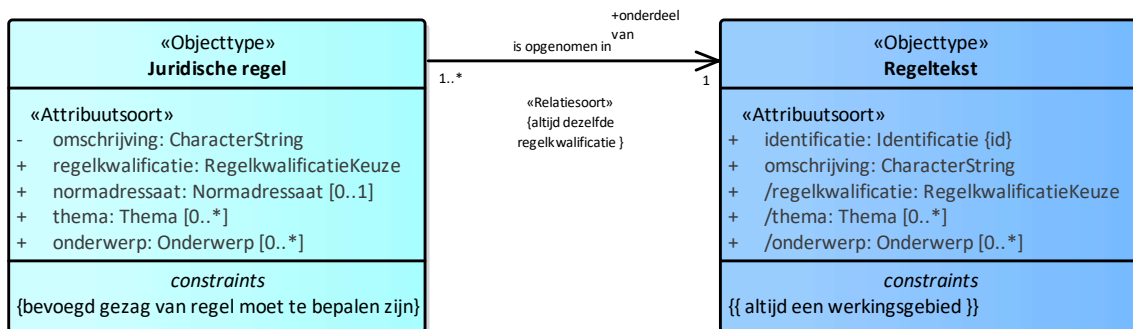 «Objecttype»
Juridische regel
«Attribuutsoort»
- omschrijving: CharacterString
+ regelkwalificatie: RegelkwalificatieKeuze
+ normadressaat: Normadressaat [0..1]
+ thema: Thema [0..*]
+ onderwerp: Onderwerp [0..*]
constraints
{bevoegd gezag van regel moet te bepalen zijn}
is opgenomen in
+onderdeel
van
1..*
1
«Relatiesoort»
{altijd dezelfde
regelkwalificatie }
«Objecttype»
Regeltekst
«Attribuutsoort»
+ identificatie: Identificatie {id}
+ omschrijving: CharacterString
+ /regelkwalificatie: RegelkwalificatieKeuze
+ /thema: Thema [0..*]
+ /onderwerp: Onderwerp [0..*]
constraints
{{ altijd een werkingsgebied }}